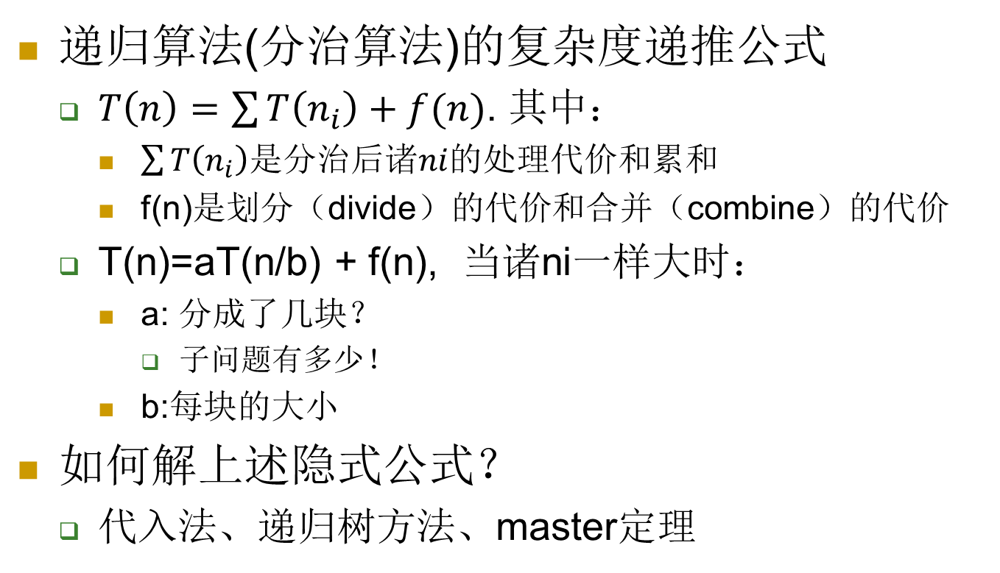 递归算法(分治算法)的复杂度递推公式
T(n) = ∑T(n_i) + f(n). 其中：
∑T(n_i)是分治后诸ni的处理代价和累和
f(n)是划分（divide）的代价和合并（combine）的代价
T(n)=aT(n/b) + f(n), 当诸ni一样大时：
a: 分成了几块？
子问题有多少！
b:每块的大小
如何解上述隐式公式？
代入法、递归树方法、master定理